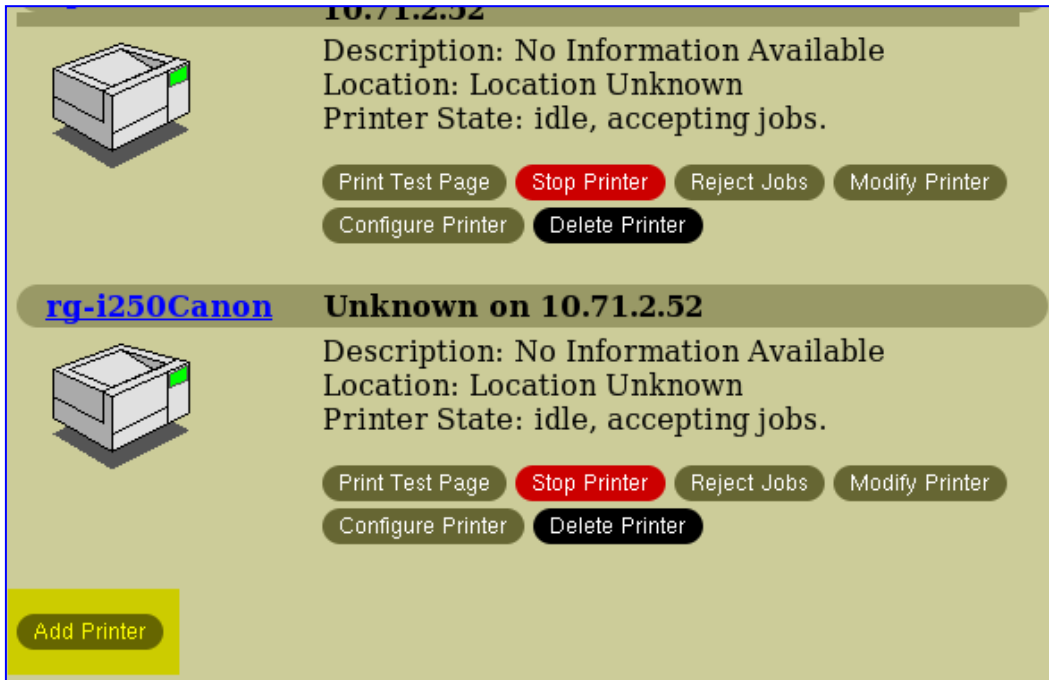 10.71.2.52
Description: No Information Available
Location: Location Unknown
Printer State: idle, accepting jobs.
Print Test Page Stop Printer Reject Jobs Modify Printer
Configure Printer Delete Printer
rg-i250Canon Unknown on 10.71.2.52
Description: No Information Available
Location: Location Unknown
Printer State: idle, accepting jobs.
Print Test Page Stop Printer Reject Jobs Modify Printer
Configure Printer Delete Printer
Add Printer